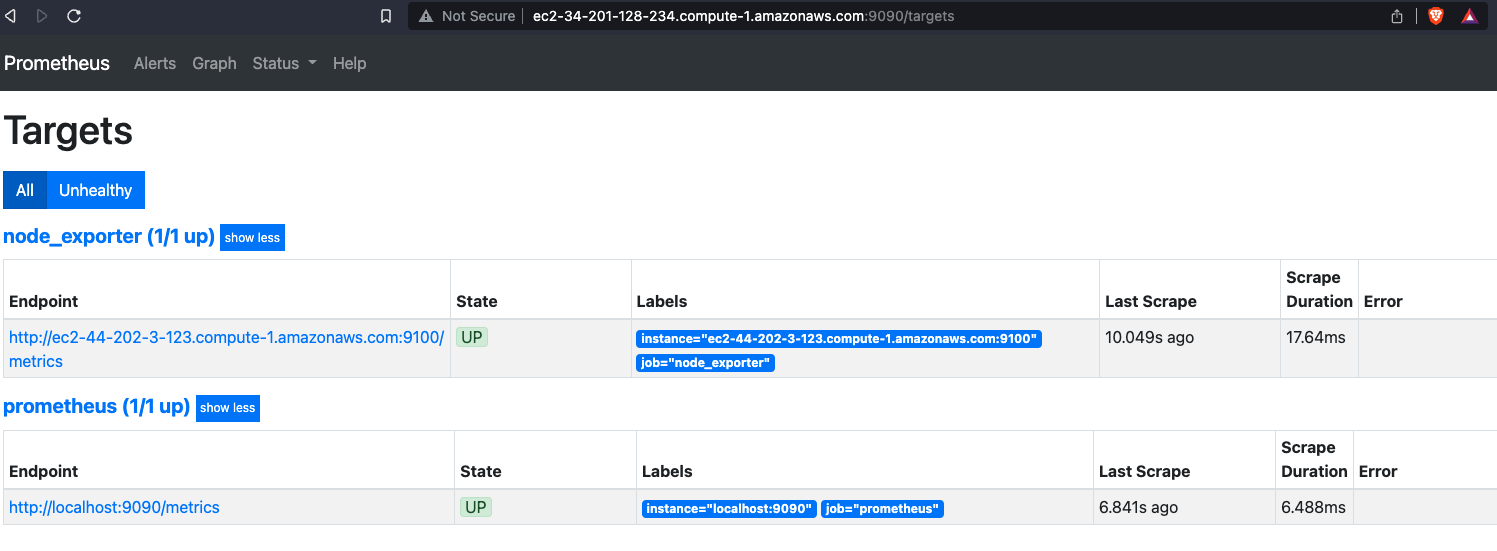 Not Secure ec2-34-201-128-234.compute-1.amazonaws.com:9090/targets
Prometheus Alerts Graph Status Help
Targets
All Unhealthy
node_exporter (1/1 up) show less
Endpoint State Labels Last Scrape Scrape Duration Error
http://ec2-44-202-3-123.compute-1.amazonaws.com:9100/metrics UP instance="ec2-44-202-3-123.compute-1.amazonaws.com:9100" job="node_exporter" 10.049s ago 17.64ms
prometheus (1/1 up) show less
Endpoint State Labels Last Scrape Scrape Duration Error
http://localhost:9090/metrics UP instance="localhost:9090" job="prometheus" 6.841s ago 6.488ms